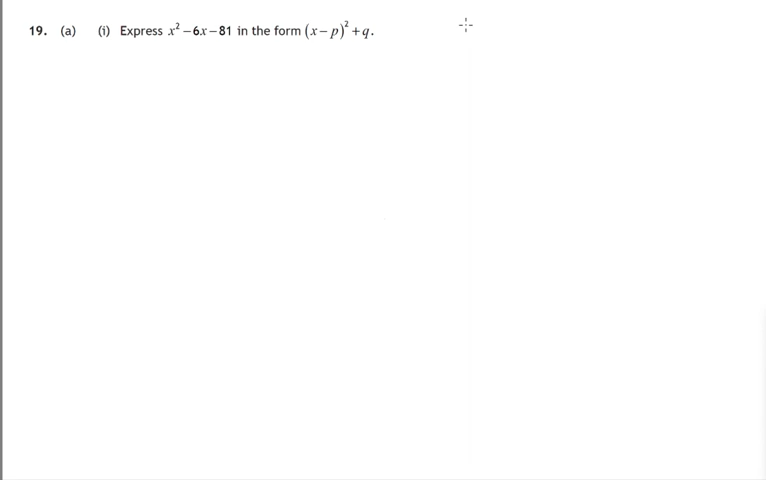 19. (a) (i) Express x² – 6x – 81 in the form (x – p)² + q.